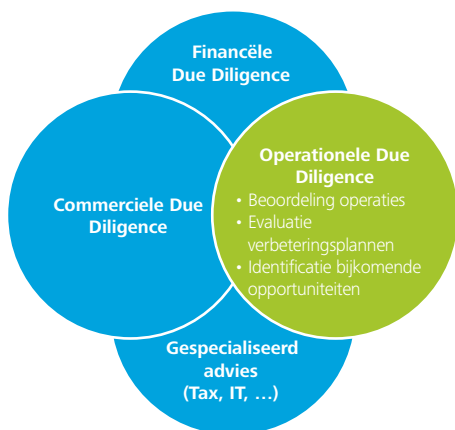 Financële
Due Diligence
Commerciele Due
Diligence
Operationele Due
Diligence
• Beoordeling operaties
• Evaluatie
verbeteringsplannen
• Identificatie bijkomende
opportuniteiten
Gespecialiseerd
advies
(Tax, IT, ...)